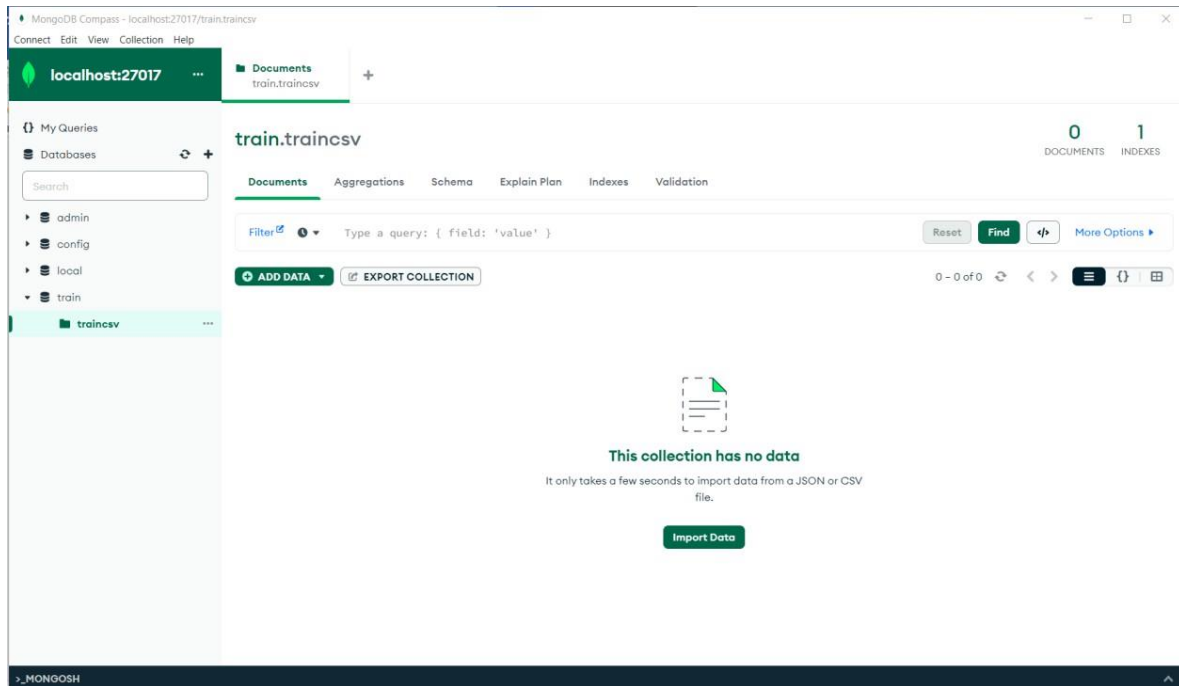 MongoDB Compass - localhost:27017/train.traincsv
Connect Edit View Collection Help
localhost:27017 ...
Documents
train.traincsv
+
{} My Queries
Databases
Search
admin
config
local
train
traincsv ...
train.traincsv
0
DOCUMENTS
1
INDEXES
Documents Aggregations Schema Explain Plan Indexes Validation
Filter Type a query: { field: 'value' } Reset Find </> More Options
ADD DATA EXPORT COLLECTION 0 – 0 of 0 {}
This collection has no data
It only takes a few seconds to import data from a JSON or CSV
file.
Import Data
>_MONGOSH